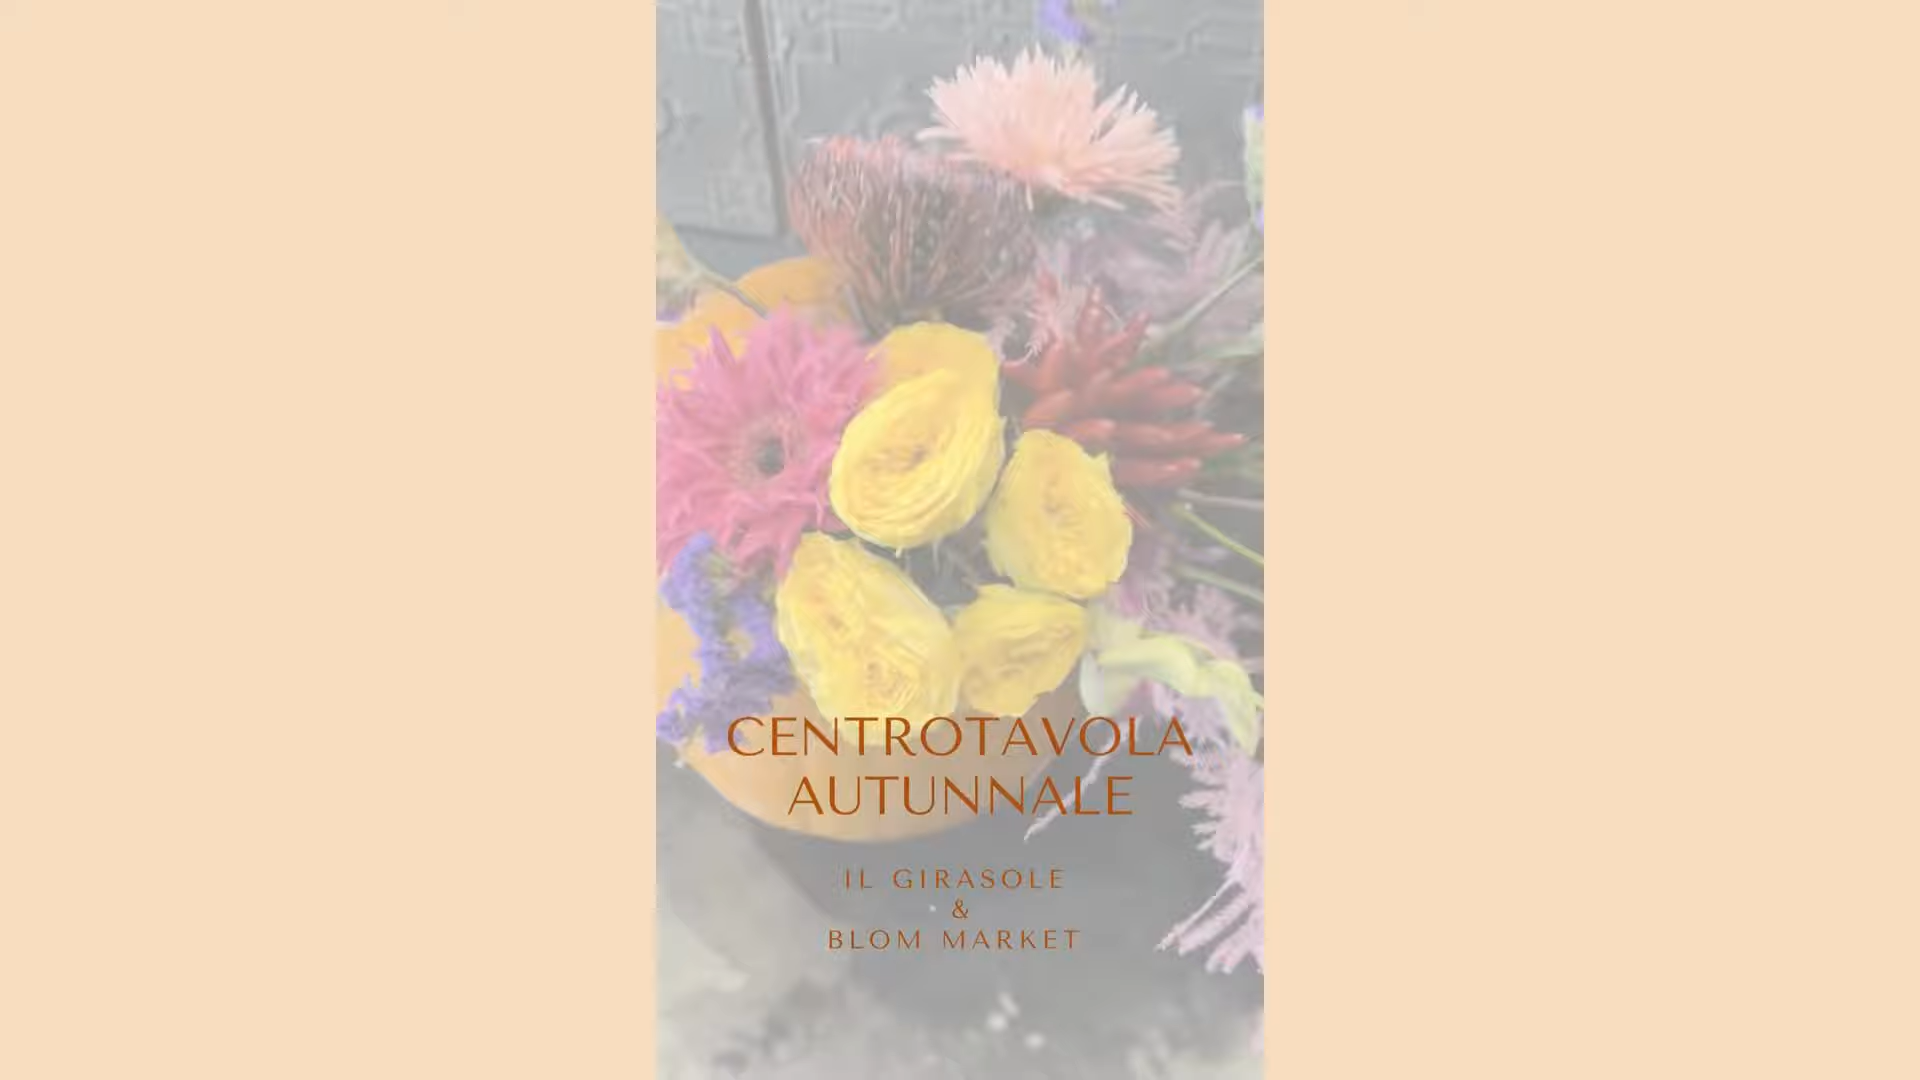 CENTROTAVOLA
AUTUNNALE
IL GIRASOLE
&
BLOM MARKET